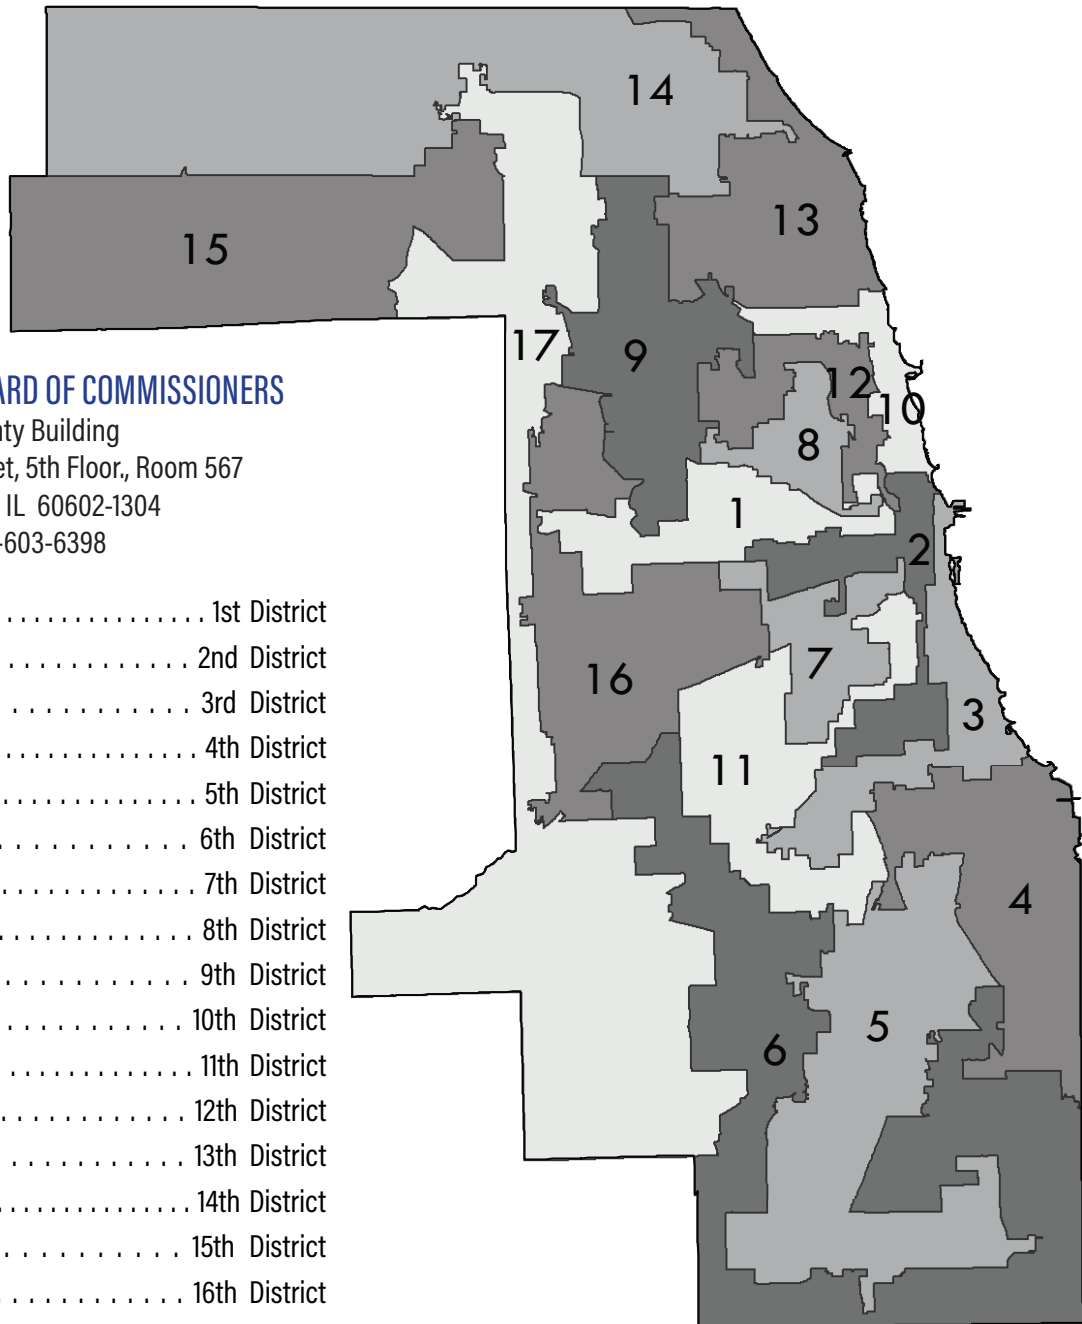 ARD OF COMMISSIONERS
nty Building
et, 5th Floor., Room 567
IL 60602-1304
-603-6398
. . . . . . . . . . . . . . . 1st District
. . . . . . . . . . . . . 2nd District
. . . . . . . . . . . . 3rd District
. . . . . . . . . . . . . . 4th District
. . . . . . . . . . . . . . 5th District
. . . . . . . . . . . . . 6th District
. . . . . . . . . . . . . 7th District
. . . . . . . . . . . . . 8th District
. . . . . . . . . . . . 9th District
. . . . . . . . . . . . 10th District
. . . . . . . . . . . . 11th District
. . . . . . . . . . . . 12th District
. . . . . . . . . . . 13th District
. . . . . . . . . . . . . . 14th District
. . . . . . . . . . . 15th District
. . . . . . . . . . . . 16th District
14
13
15
17
9
12
10
8
1
2
7
16
3
11
4
5
6